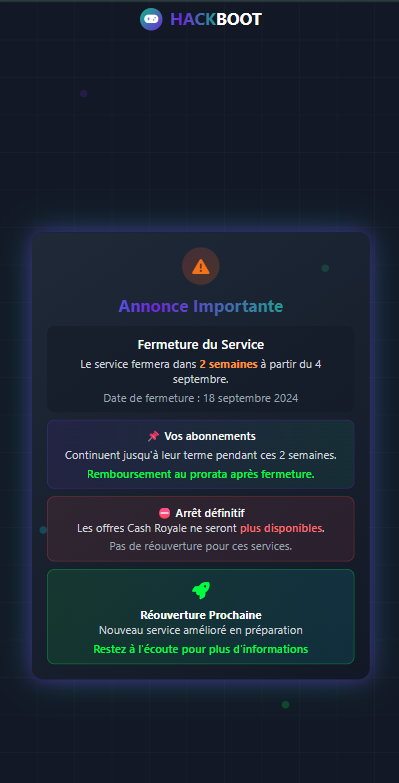 HACKBOOT
Annonce Importante
Fermeture du Service
Le service fermera dans 2 semaines à partir du 4
septembre.
Date de fermeture : 18 septembre 2024
Vos abonnements
Continuent jusqu'à leur terme pendant ces 2 semaines.
Remboursement au prorata après fermeture.
Arrêt définitif
Les offres Cash Royale ne seront plus disponibles.
Pas de réouverture pour ces services.
Réouverture Prochaine
Nouveau service amélioré en préparation
Restez à l'écoute pour plus d'informations